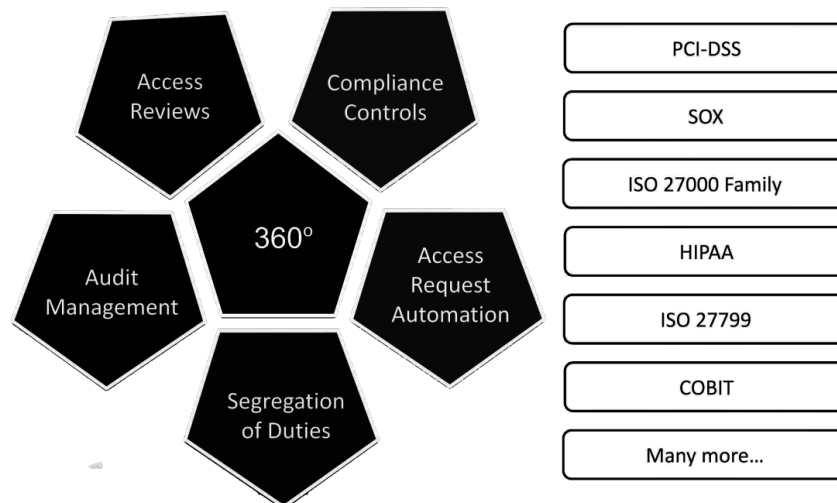 Access
Reviews
Compliance
Controls
360°
Audit
Management
Access
Request
Automation
Segregation
of Duties
PCI-DSS
SOX
ISO 27000 Family
HIPAA
ISO 27799
COBIT
Many more...